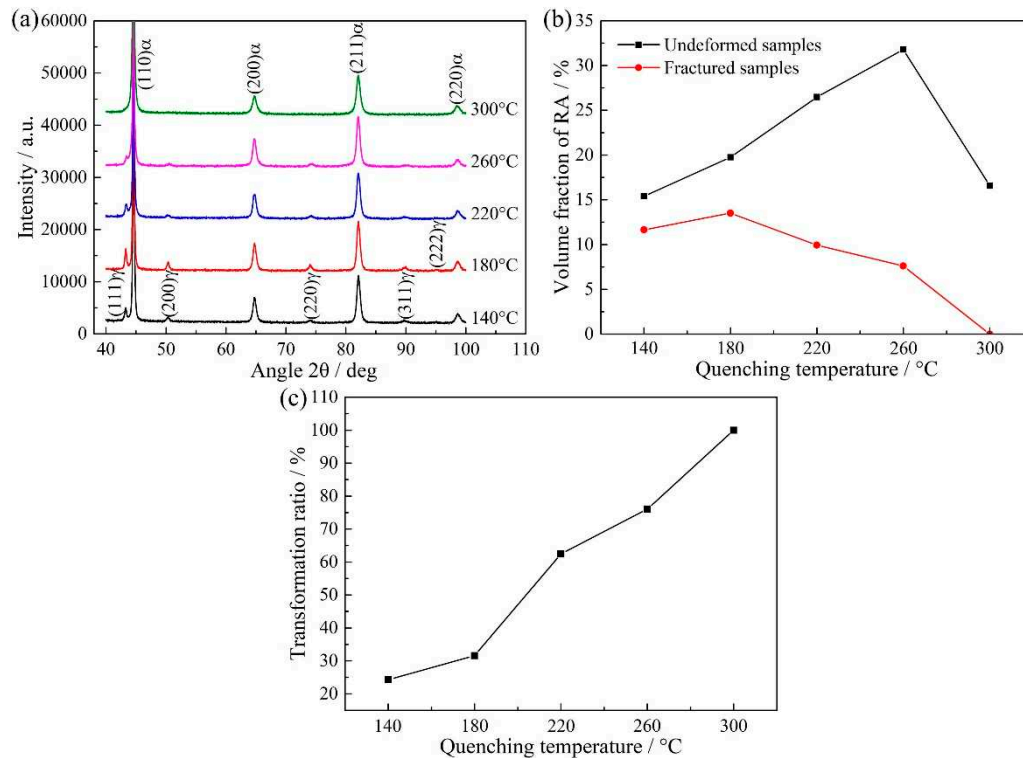 (a)
60000
50000
40000
30000
20000
10000
0
Intensity / a.u.
(110)α
(200)α
(211)α
(220)α
300°C
260°C
220°C
180°C
140°C
(111)γ
(200)γ
(220)γ
(311)γ
(222)γ
40 50 60 70 80 90 100 110
Angle 2θ / deg
(b)
35
30
25
20
15
10
5
0
Volume fraction of RA / %
Undeformed samples
Fractured samples
140 180 220 260 300
Quenching temperature / °C
(c)
110
100
90
80
70
60
50
40
30
20
Transformation ratio / %
140 180 220 260 300
Quenching temperature / °C